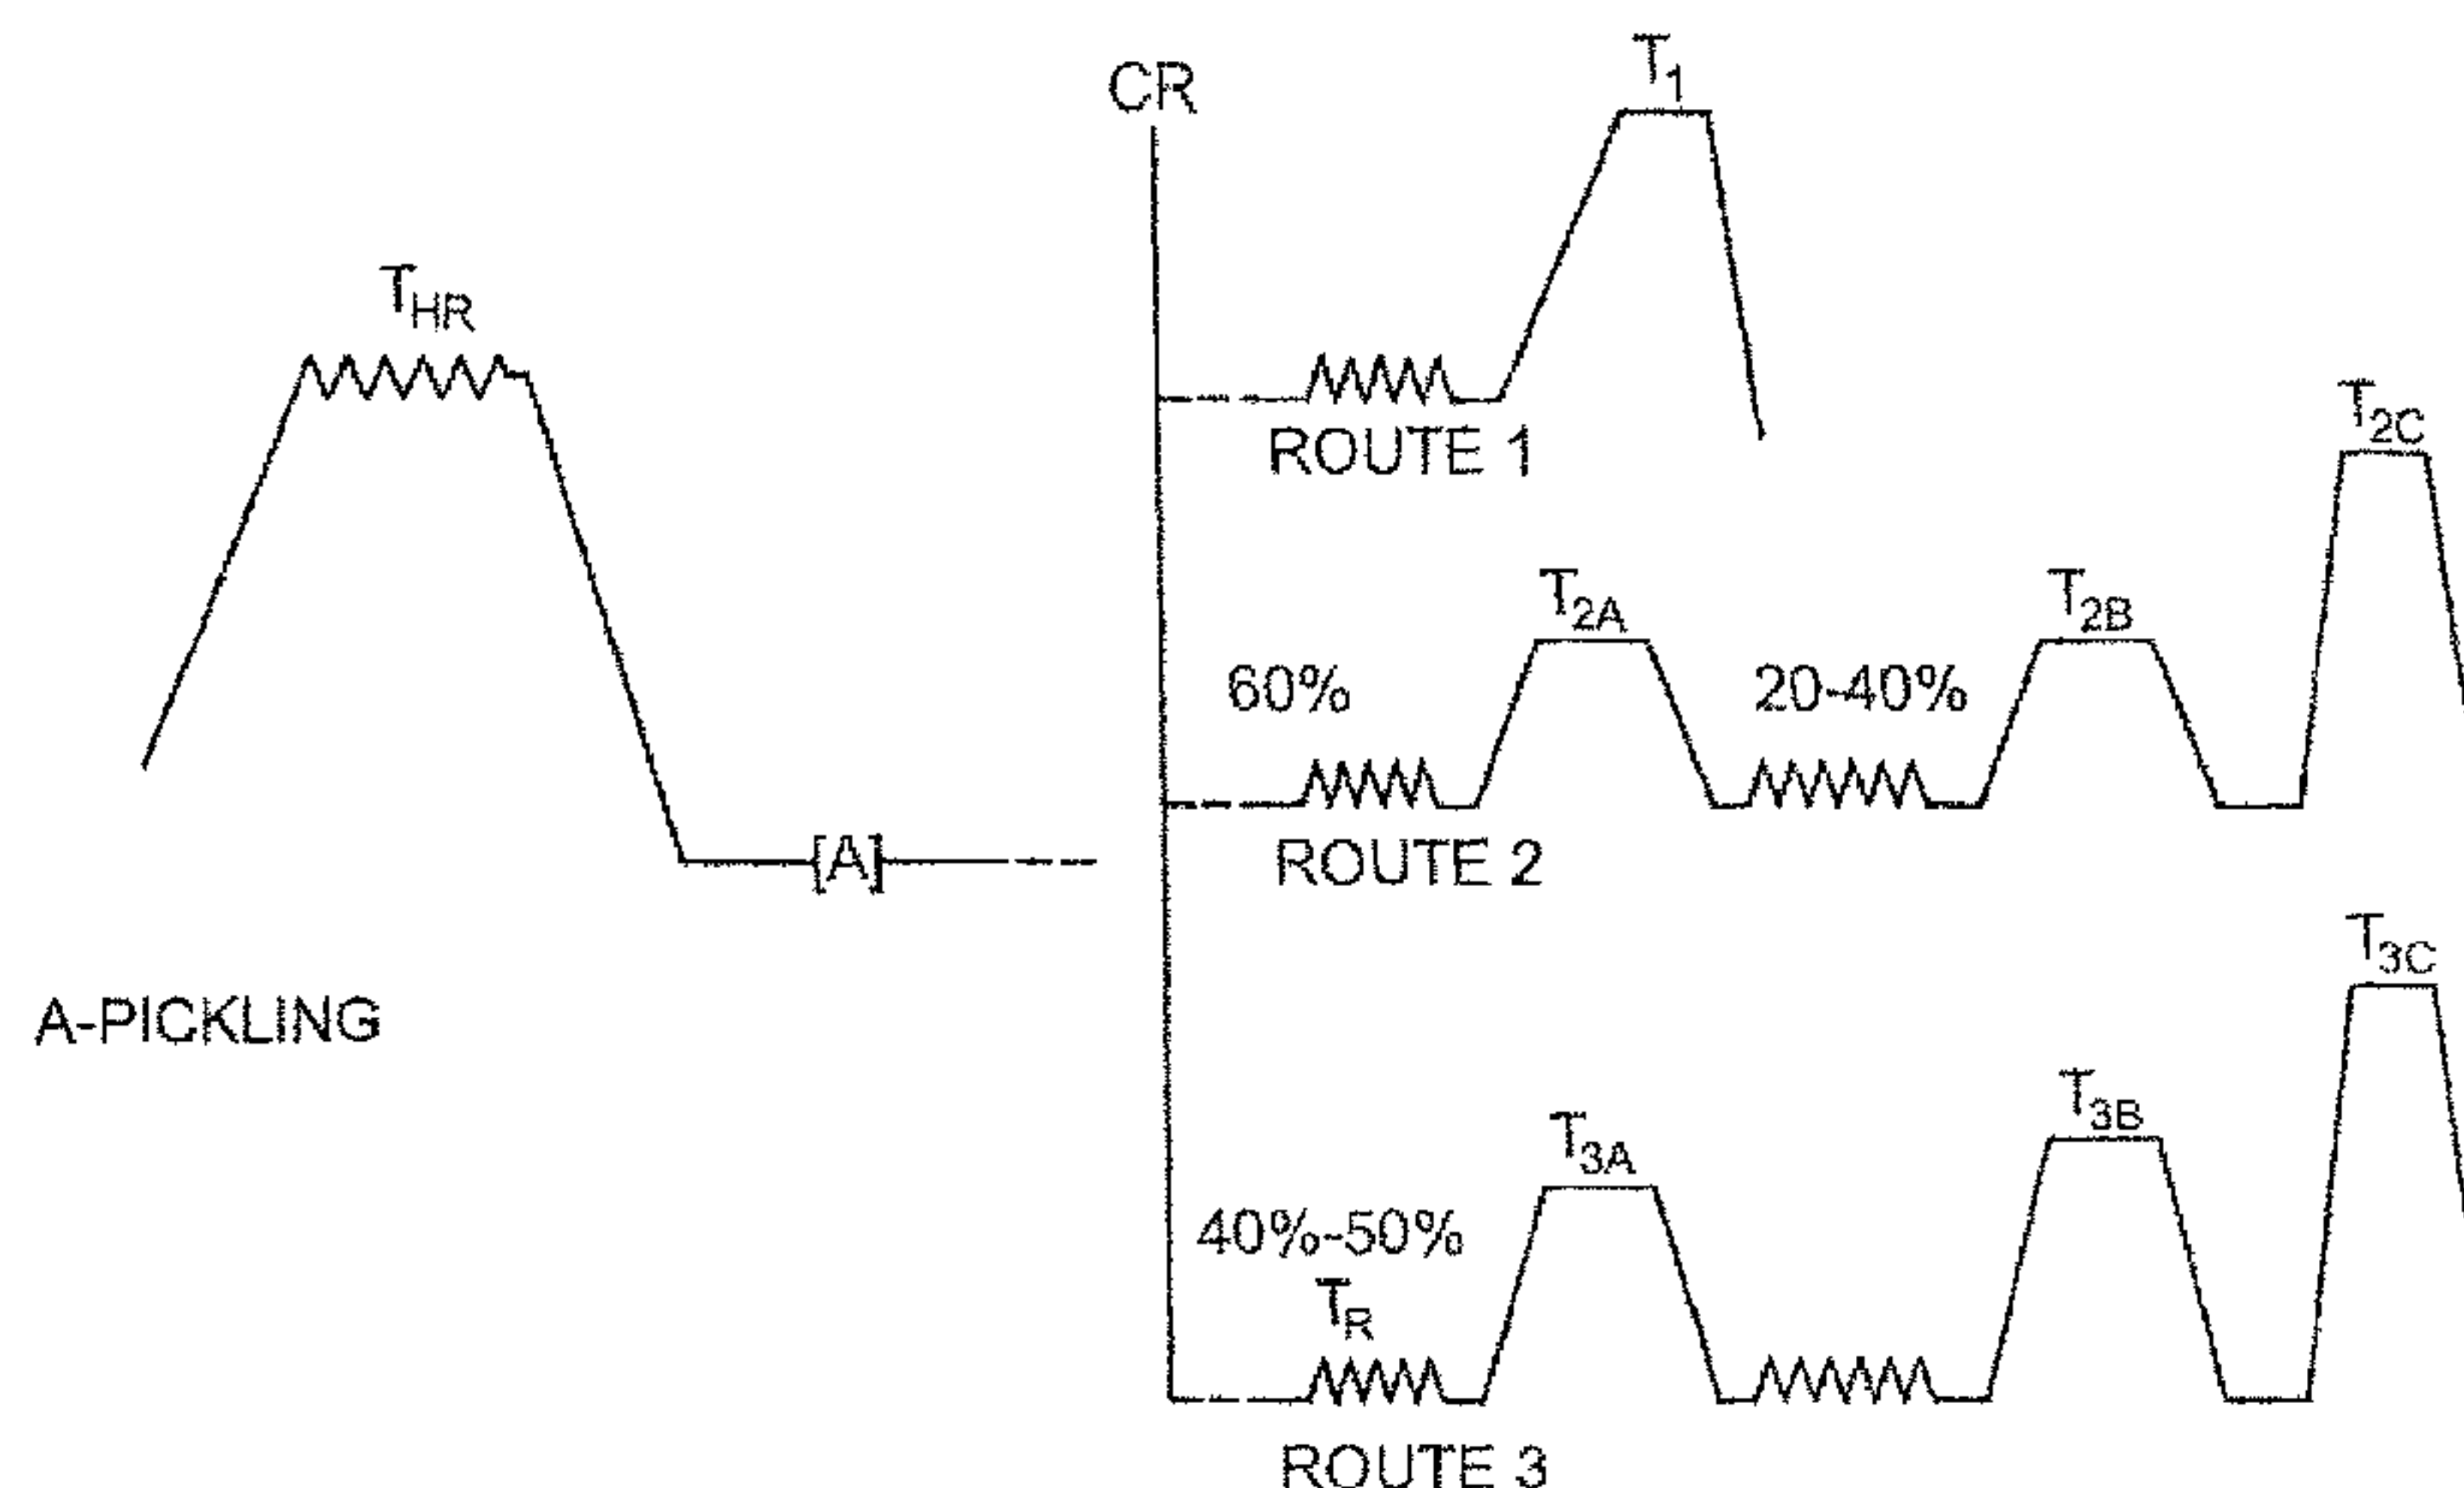 CR
T1
THR
ROUTE 1
T2C
T2A
T2B
60%
20-40%
[A]
ROUTE 2
T3C
A-PICKLING
T3B
T3A
40%-50%
TR
ROUTE 3